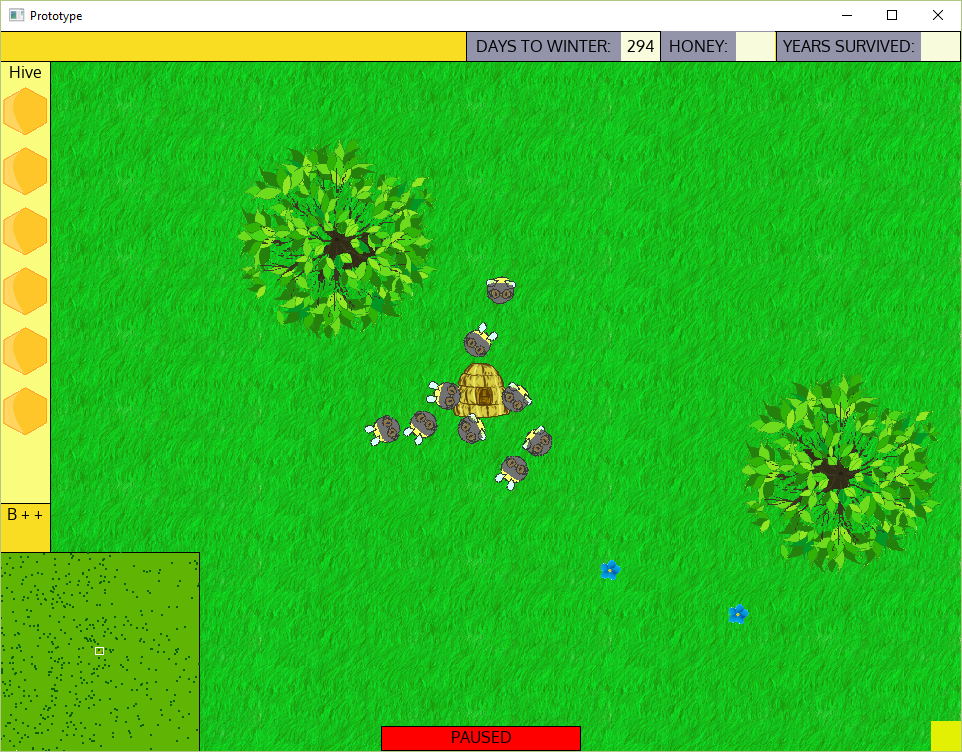 Prototype
DAYS TO WINTER: 294 HONEY: YEARS SURVIVED:
Hive
B++
PAUSED